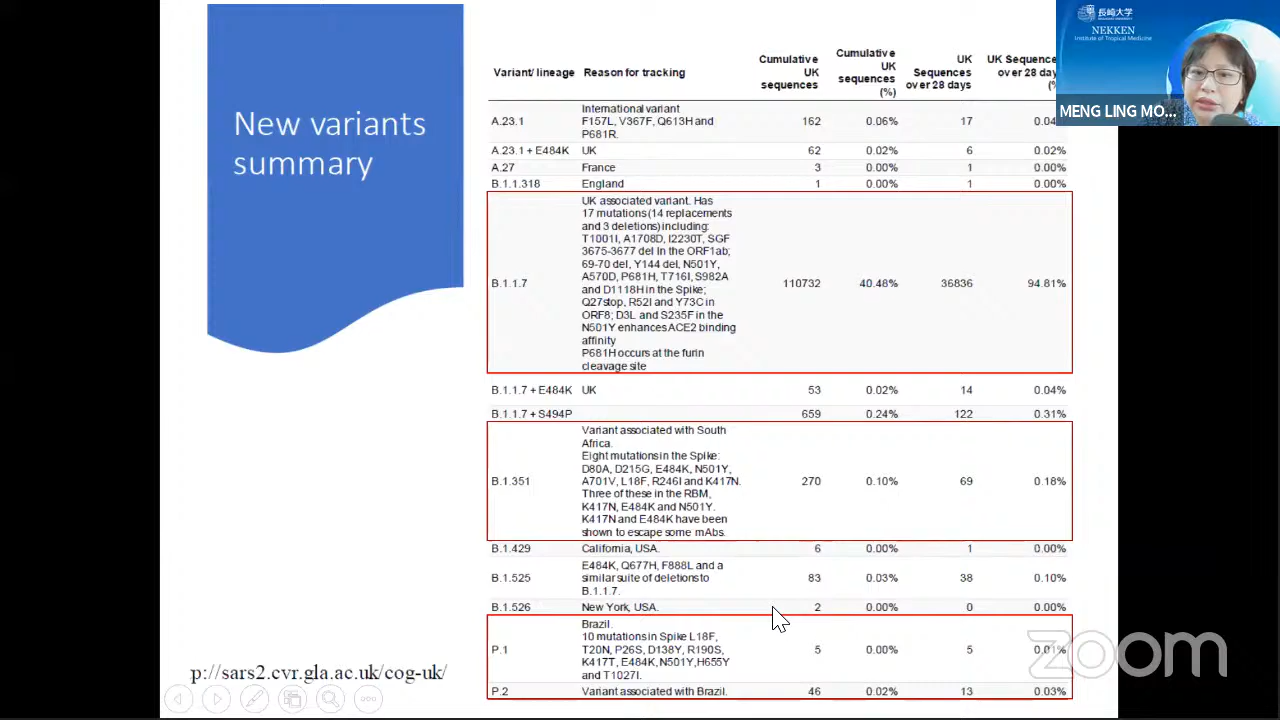 New variants
summary
Variant/ lineage Reason for tracking Cumulative UK sequences Cumulative UK sequences (%) UK Sequences over 28 days UK Sequenc over 28 day (%
A.23.1 International variant F157L, V367F, Q613H and P681R. 162 0.06% 17 0.04
A.23.1 + E484K UK 62 0.02% 6 0.02%
A.27 France 3 0.00% 1 0.00%
B.1.1.318 England 1 0.00% 1 0.00%
UK associated variant. Has
17 mutations (14 replacements
and 3 deletions) including:
T1001I, A1708D, I2230T, SGF
3675-3677 del In the ORF1ab;
69-70 del, Y144 del, N501Y,
A570D, P681H, T716I, S982A
B.1.1.7 and D1118H in the Spike; 110732 40.48% 36836 94.81%
Q27stop, R52I and Y73C in
ORF8; D3L and S235F in the
N501Y enhances ACE2 binding
affinity
P681H occurs at the furin
cleavage site
B.1.1.7 + E484K UK 53 0.02% 14 0.04%
B.1.1.7 + S494P 659 0.24% 122 0.31%
Variant associated with South
Africa.
Eight mutations in the Spike:
D80A, D215G, E484K, N501Y,
B.1.351 A701V, L18F, R246I and K417N. 270 0.10% 69 0.18%
Three of these in the RBM,
K417N, E484K and N501Y.
K417N and E484K have been
shown to escape some mAbs.
B.1.429 California, USA. 6 0.00% 1 0.00%
E484K, Q677H, F888L and a
B.1.525 similar suite of deletions to 83 0.03% 38 0.10%
B.1.1.7.
B.1.526 New York, USA. 2 0.00% 0 0.00%
Brazil.
10 mutations in Spike L18F,
P.1 T20N, P26S, D138Y, R190S, 5 0.00% 5 0.01%
K417T, E484K, N501Y,H655Y
and T1027I.
P.2 Variant associated with Brazil. 46 0.02% 13 0.03%
p://sars2.cvr.gla.ac.uk/cog-uk/
長崎大学
NEKKEN
Institute of Tropical Medicine
MENG LING MO...
zoom